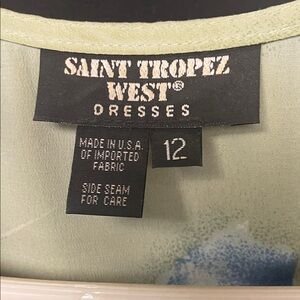 SAINT TROPEZ
WEST®
DRESSES
MADE IN U.S.A.
OF IMPORTED
FABRIC
SIDE SEAM
FOR CARE
12